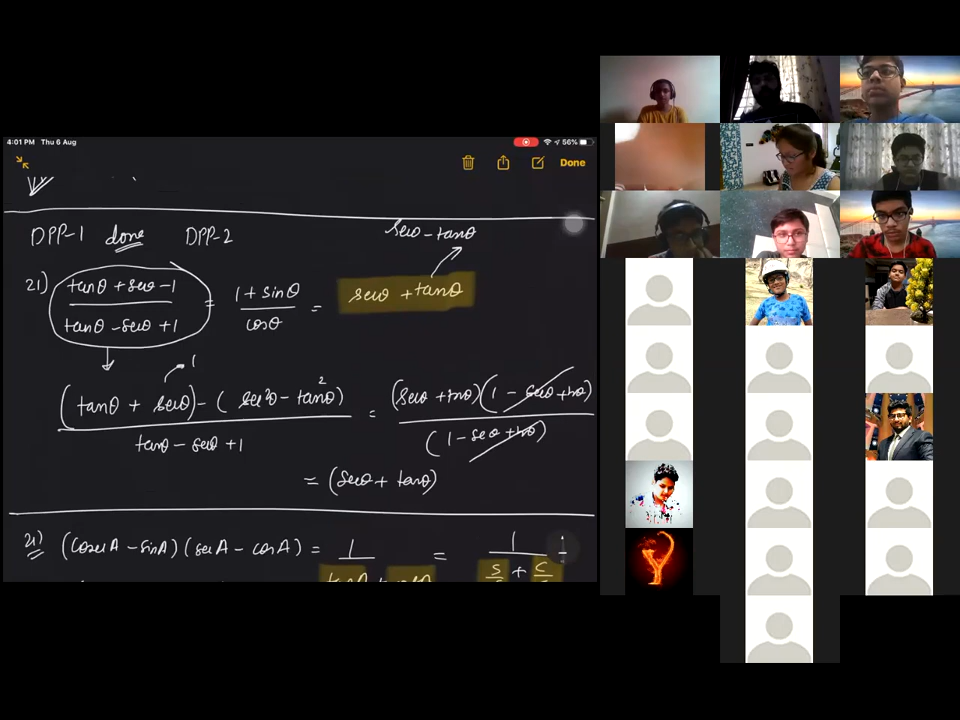 4:01 PM Thu 6 Aug 56%
Done
DPP-1 done DPP-2
secθ - tanθ
21) (tanθ + secθ - 1)/(tanθ - secθ + 1) = (1 + sinθ)/cosθ = secθ + tanθ
1
((tanθ + secθ) - (sec²θ - tan²θ))/(tanθ - secθ + 1) = ((secθ + tanθ)(1 - secθ + tanθ))/(1 - secθ + tanθ)
= (secθ + tanθ)
21) (cosecA - sinA)(secA - cosA) = 1/ = 1/